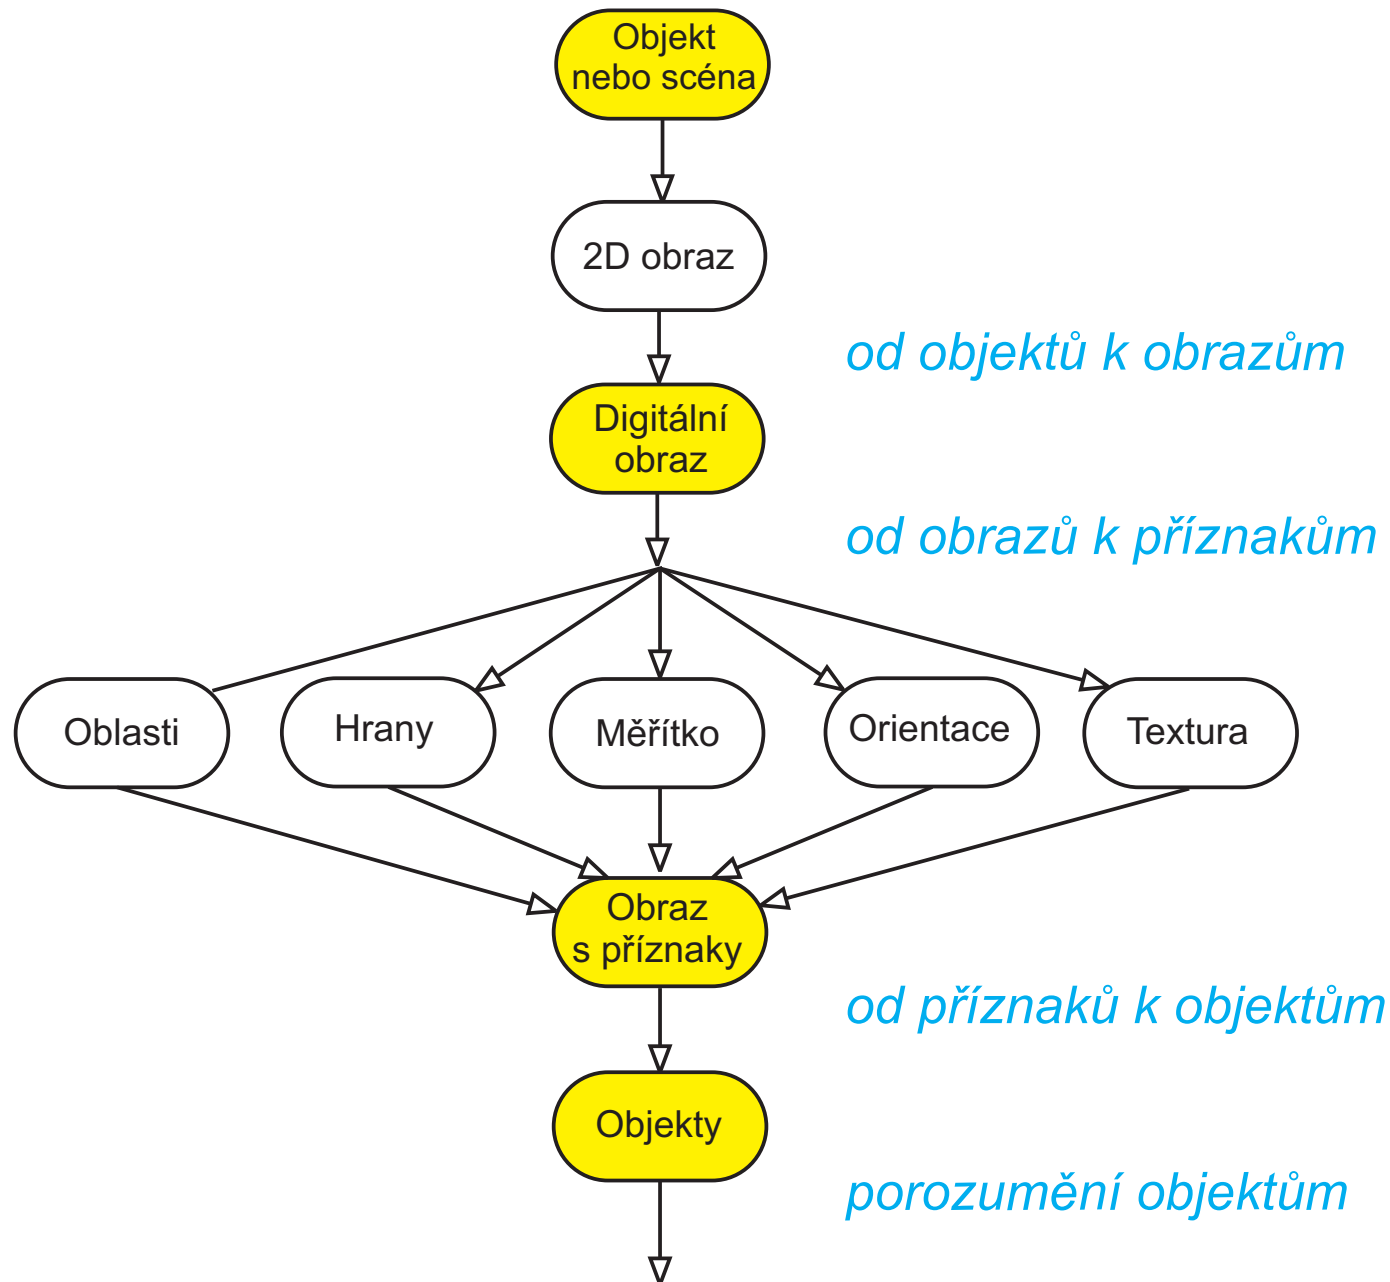 Objekt
nebo scéna
2D obraz
od objektů k obrazům
Digitální
obraz
od obrazů k příznakům
Oblasti
Hrany
Měřítko
Orientace
Textura
Obraz
s příznaky
od příznaků k objektům
Objekty
porozumění objektům